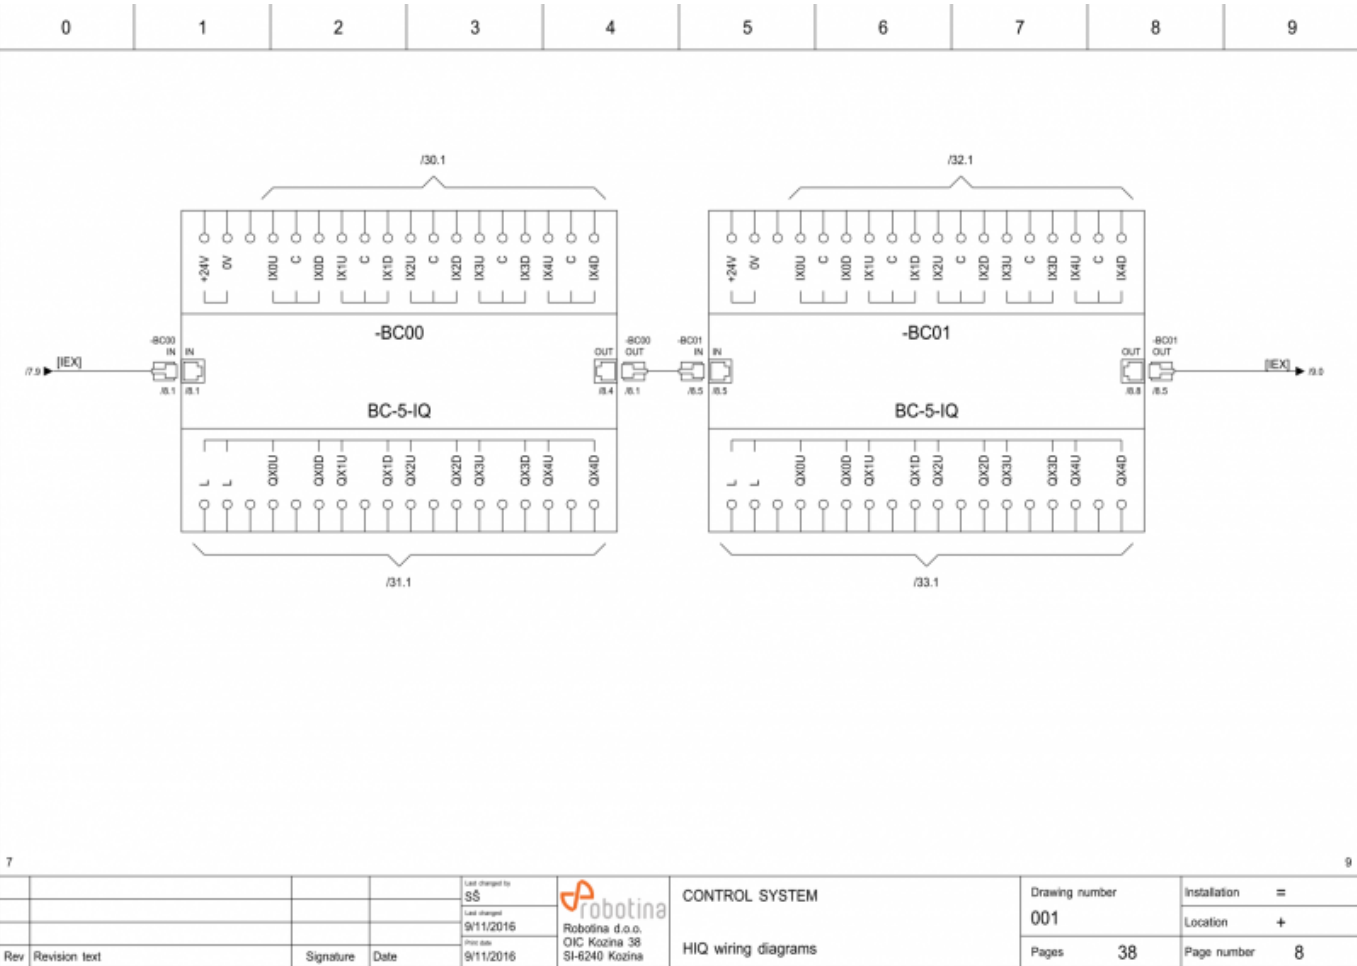 0 1 2 3 4 5 6 7 8 9
/30.1 /32.1
+24V 0V IX0U C IX0D IX1U C IX1D IX2U C IX2D IX3U C IX3D IX4U C IX4D
+24V 0V IX0U C IX0D IX1U C IX1D IX2U C IX2D IX3U C IX3D IX4U C IX4D
-BC00 -BC01
-BC00 -BC00 -BC01 -BC01
IN IN OUT OUT IN IN OUT OUT
/7.9 [IEX] [IEX] /9.0
/8.1 /8.1 /8.4 /8.1 /8.5 /8.5 /8.8 /8.5
BC-5-IQ BC-5-IQ
L L QX0U QX0D QX1U QX1D QX2U QX2D QX3U QX3D QX4U QX4D
L L QX0U QX0D QX1U QX1D QX2U QX2D QX3U QX3D QX4U QX4D
/31.1 /33.1
7 9
Rev Revision text Signature Date
Last changed by
SŠ
Last changed
9/11/2016
Print date
9/11/2016
robotina
Robotina d.o.o.
OIC Kozina 38
SI-6240 Kozina
CONTROL SYSTEM
HIQ wiring diagrams
Drawing number
001
Pages 38
Installation =
Location +
Page number 8